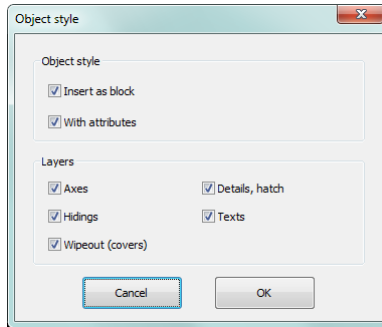 Object style
Object style
Insert as block
With attributes
Layers
Axes Details, hatch
Hidings Texts
Wipeout (covers)
Cancel OK